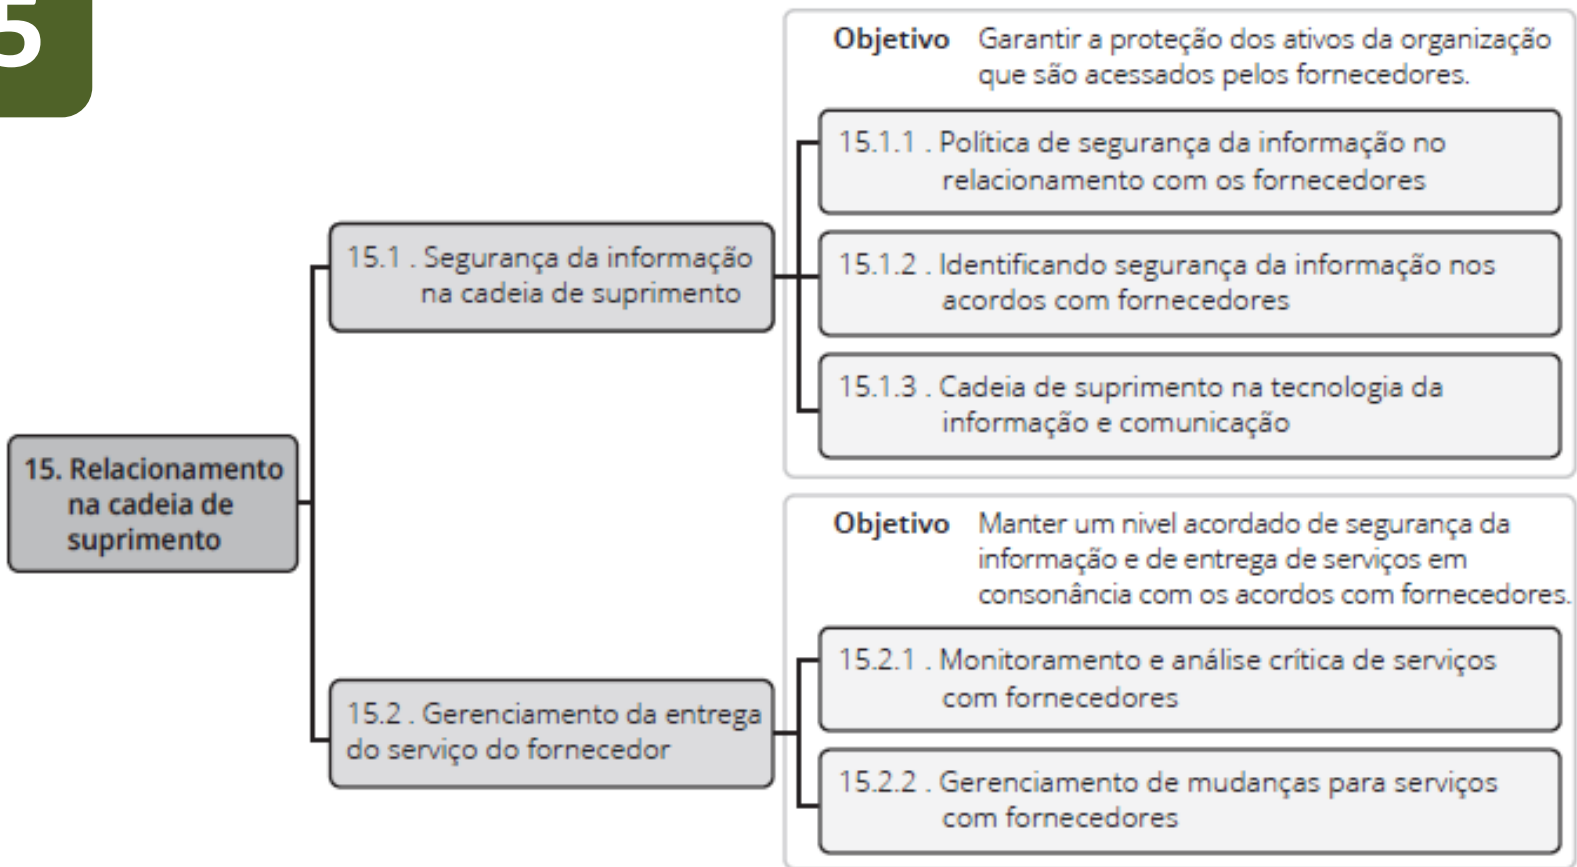 5
Objetivo Garantir a proteção dos ativos da organização
que são acessados pelos fornecedores.
15.1.1 . Política de segurança da informação no
relacionamento com os fornecedores
15.1 . Segurança da informação
na cadeia de suprimento
15.1.2 . Identificando segurança da informação nos
acordos com fornecedores
15.1.3 . Cadeia de suprimento na tecnologia da
informação e comunicação
15. Relacionamento
na cadeia de
suprimento
Objetivo Manter um nivel acordado de segurança da
informação e de entrega de serviços em
consonância com os acordos com fornecedores.
15.2.1 . Monitoramento e análise crítica de serviços
com fornecedores
15.2 . Gerenciamento da entrega
do serviço do fornecedor
15.2.2 . Gerenciamento de mudanças para serviços
com fornecedores